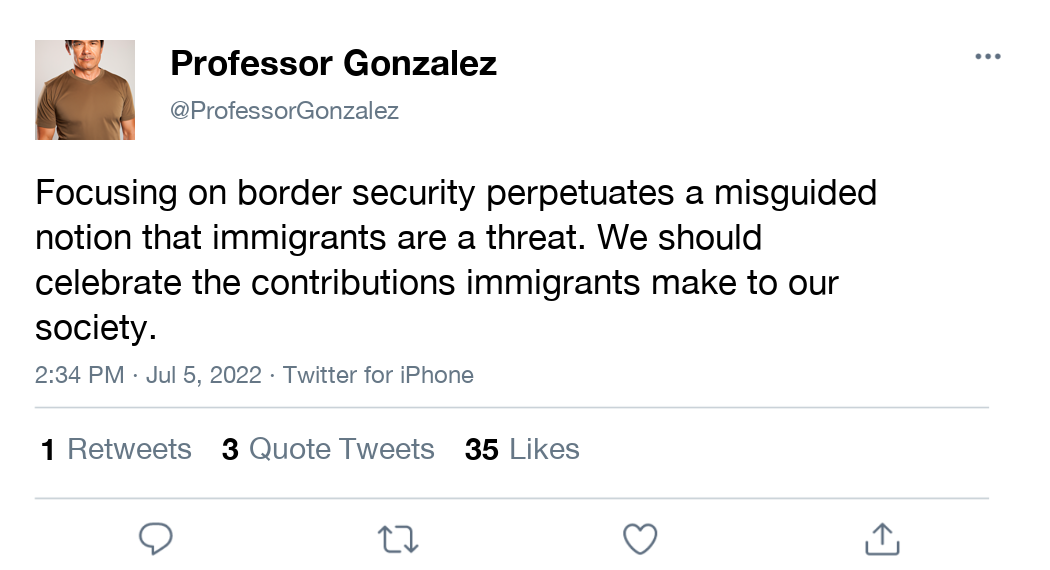 Professor Gonzalez
@ProfessorGonzalez
Focusing on border security perpetuates a misguided
notion that immigrants are a threat. We should
celebrate the contributions immigrants make to our
society.
2:34 PM · Jul 5, 2022 · Twitter for iPhone
1 Retweets 3 Quote Tweets 35 Likes